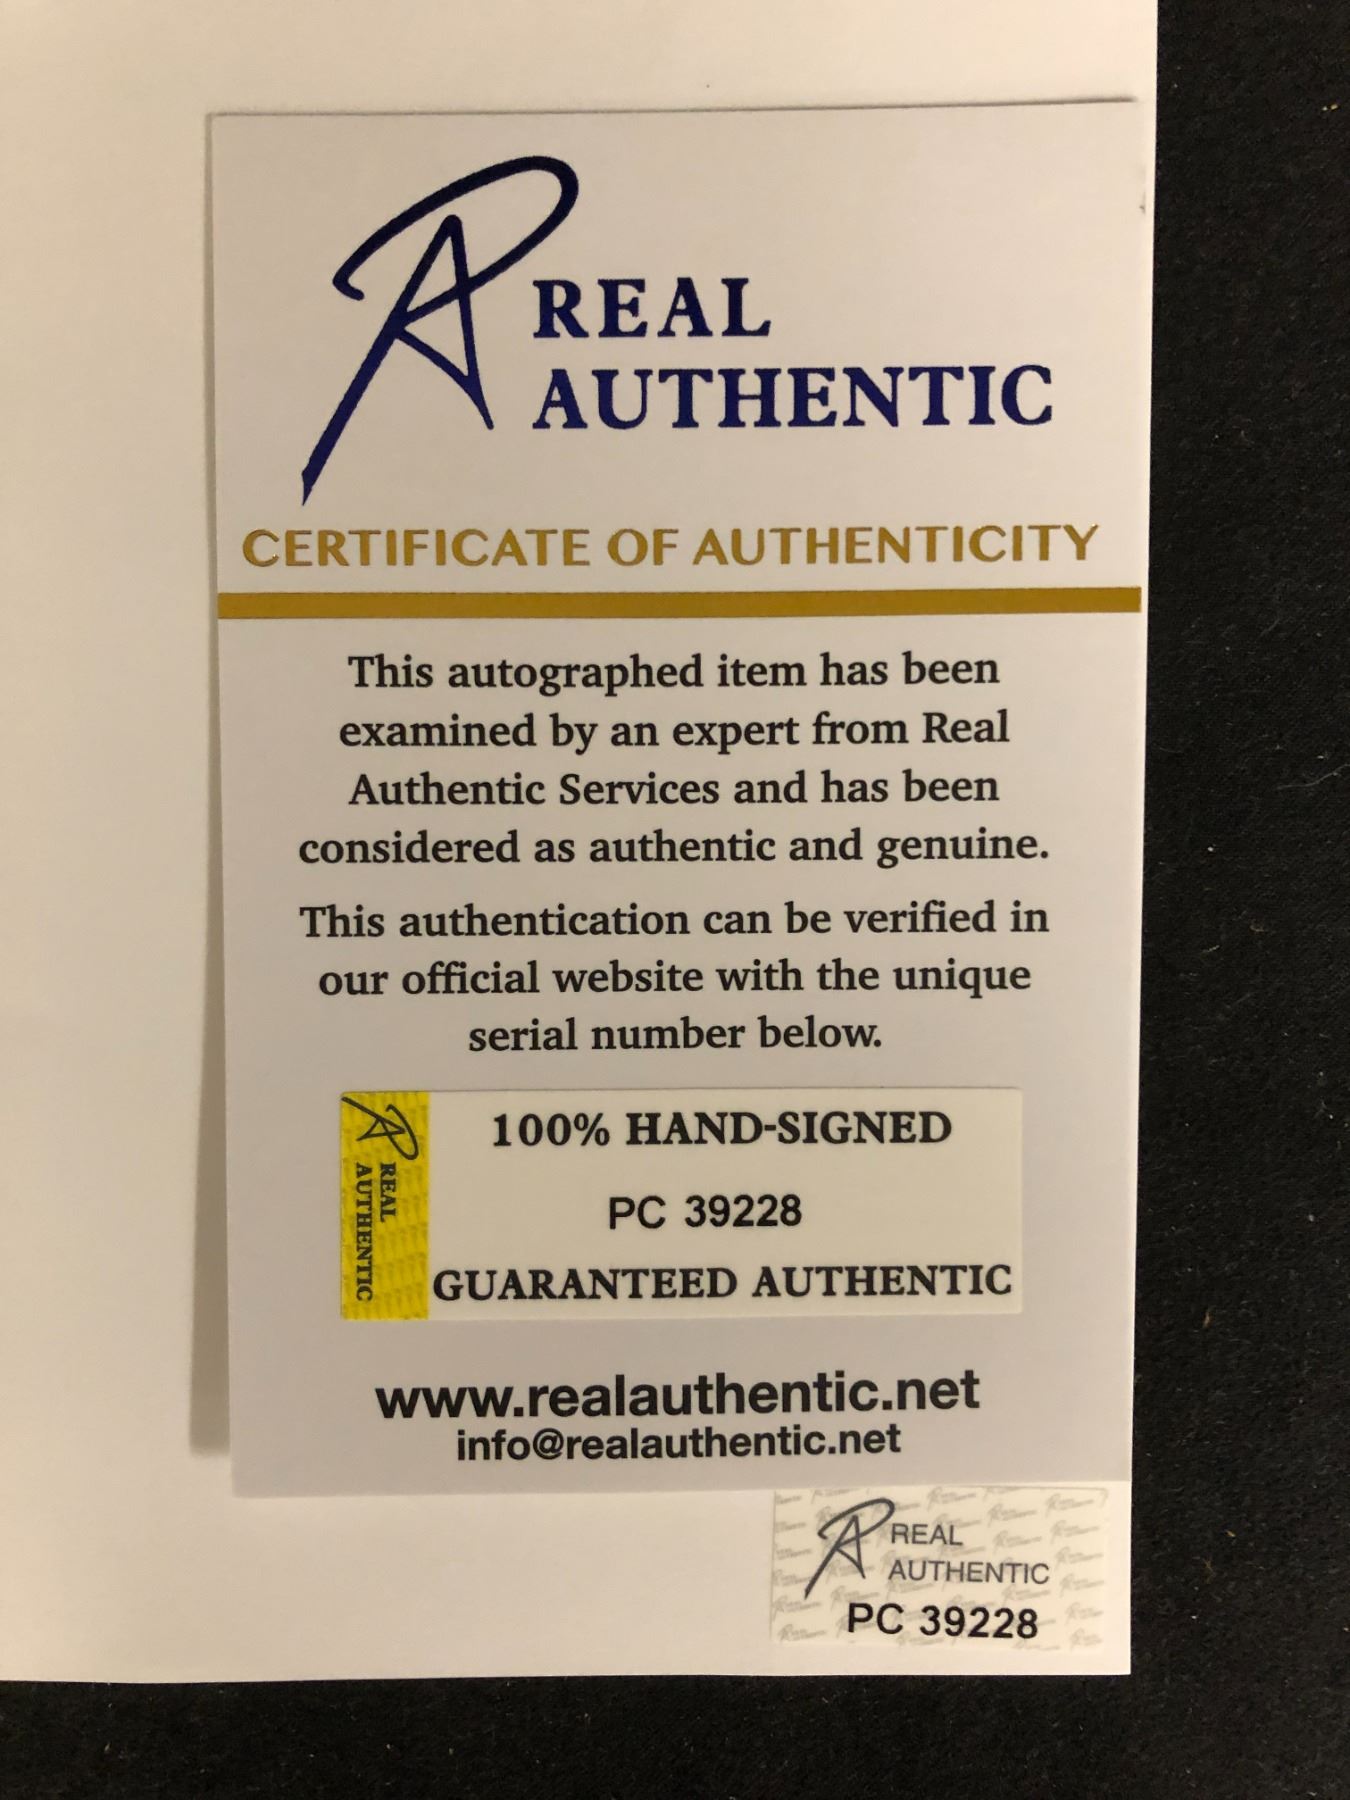 REAL
AUTHENTIC
CERTIFICATE OF AUTHENTICITY
This autographed item has been
examined by an expert from Real
Authentic Services and has been
considered as authentic and genuine.
This authentication can be verified in
our official website with the unique
serial number below.
REAL
AUTHENTIC
100% HAND-SIGNED
PC 39228
GUARANTEED AUTHENTIC
www.realauthentic.net
info@realauthentic.net
REAL
AUTHENTIC
PC 39228